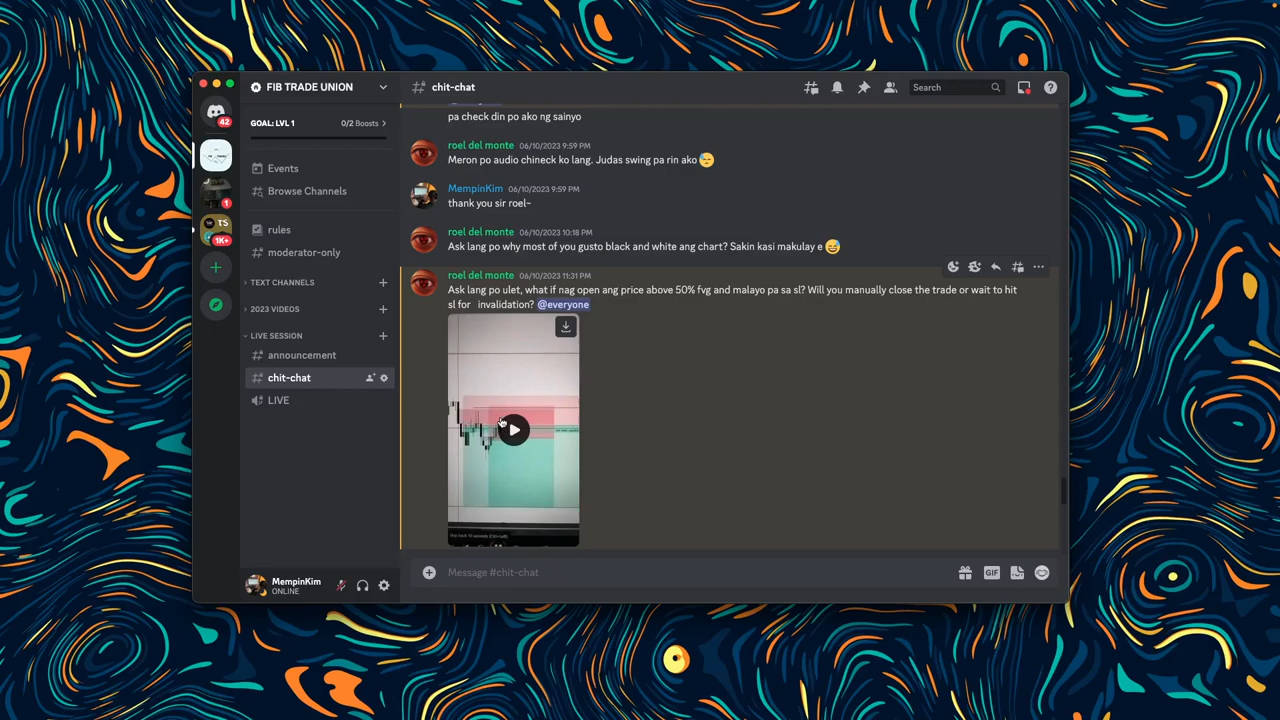 FIB TRADE UNION
chit-chat
Search
42
GOAL: LVL 1
0/2 Boosts
Events
Browse Channels
1
TS
1K+
rules
moderator-only
TEXT CHANNELS
2023 VIDEOS
LIVE SESSION
announcement
chit-chat
LIVE
MempinKim
ONLINE
pa check din po ako ng sainyo
roel del monte 06/10/2023 9:59 PM
Meron po audio chineck ko lang. Judas swing pa rin ako
MempinKim 06/10/2023 9:59 PM
thank you sir roel~
roel del monte 06/10/2023 10:18 PM
Ask lang po why most of you gusto black and white ang chart? Sakin kasi makulay e
roel del monte 06/10/2023 11:31 PM
Ask lang po ulet, what if nag open ang price above 50% fvg and malayo pa sa sl? Will you manually close the trade or wait to hit
sl for invalidation? @everyone
Message #chit-chat
GIF